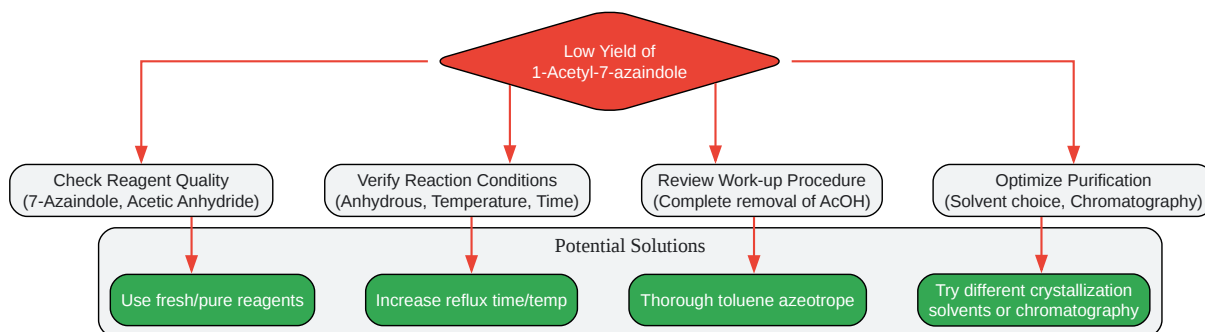 Low Yield of
1-Acetyl-7-azaindole
Check Reagent Quality
(7-Azaindole, Acetic Anhydride)
Verify Reaction Conditions
(Anhydrous, Temperature, Time)
Review Work-up Procedure
(Complete removal of AcOH)
Optimize Purification
(Solvent choice, Chromatography)
Potential Solutions
Use fresh/pure reagents
Increase reflux time/temp
Thorough toluene azeotrope
Try different crystallization
solvents or chromatography